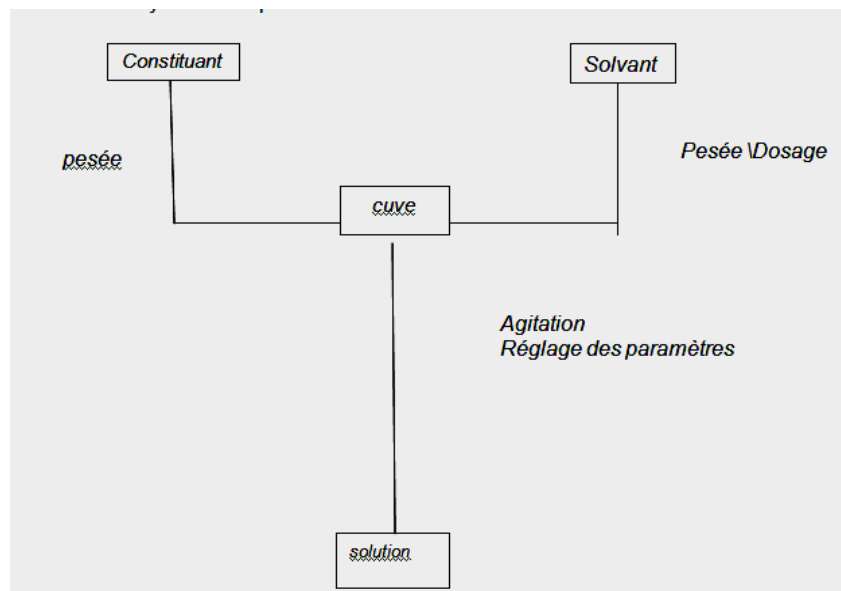 Constituant
Solvant
pesée
Pesée \Dosage
cuve
Agitation
Réglage des paramètres
solution